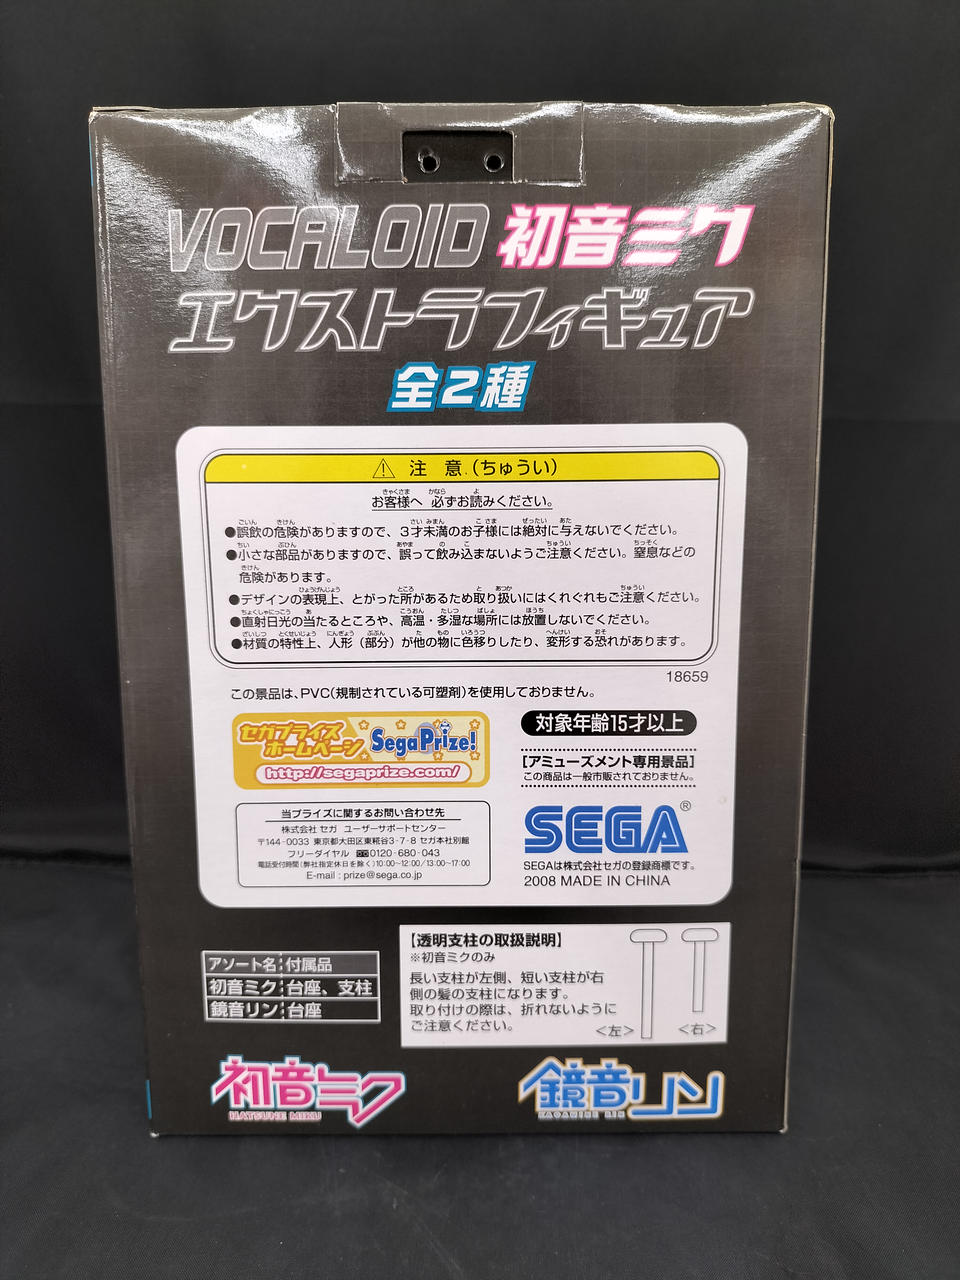 VOCALOID 初音ミク
エクストラフィギュア
全2種
⚠ 注 意.(ちゅうい)
お客様へ 必ずお読みください。
●誤飲の危険がありますので、3才未満のお子様には絶対に与えないでください。
●小さな部品がありますので、誤って飲み込まないようご注意ください。窒息などの
危険があります。
●デザインの表現上、とがった所があるため取り扱いにはくれぐれもご注意ください。
●直射日光の当たるところや、高温・多湿な場所には放置しないでください。
●材質の特性上、人形(部分)が他の物に色移りしたり、変形する恐れがあります。
18659
この景品は、PVC(規制されている可塑剤)を使用しておりません。
セガプライズ
ホームページ
SegaPrize!
http://segaprize.com/
対象年齢15才以上
[アミューズメント専用景品]
この商品は一般市販されておりません。
当プライズに関するお問い合わせ先
株式会社 セガ ユーザーサポートセンター
〒144-0033 東京都大田区東糀谷3-7-8 セガ本社別館
フリーダイヤル 0120-680-043
電話受付時間(弊社指定休日を除く)10:00~12:00/13:00~17:00
E-mail : prize@sega.co.jp
SEGA®
SEGAは株式会社セガの登録商標です。
2008 MADE IN CHINA
アソート名 付属品
初音ミク 台座、支柱
鏡音リン 台座
【透明支柱の取扱説明】
※初音ミクのみ
長い支柱が左側、短い支柱が右
側の髪の支柱になります。
取り付けの際は、折れないように
ご注意ください。
<左>
<右>
初音ミク
HATSUNE MIKU
鏡音リン
KAGAMINE RIN